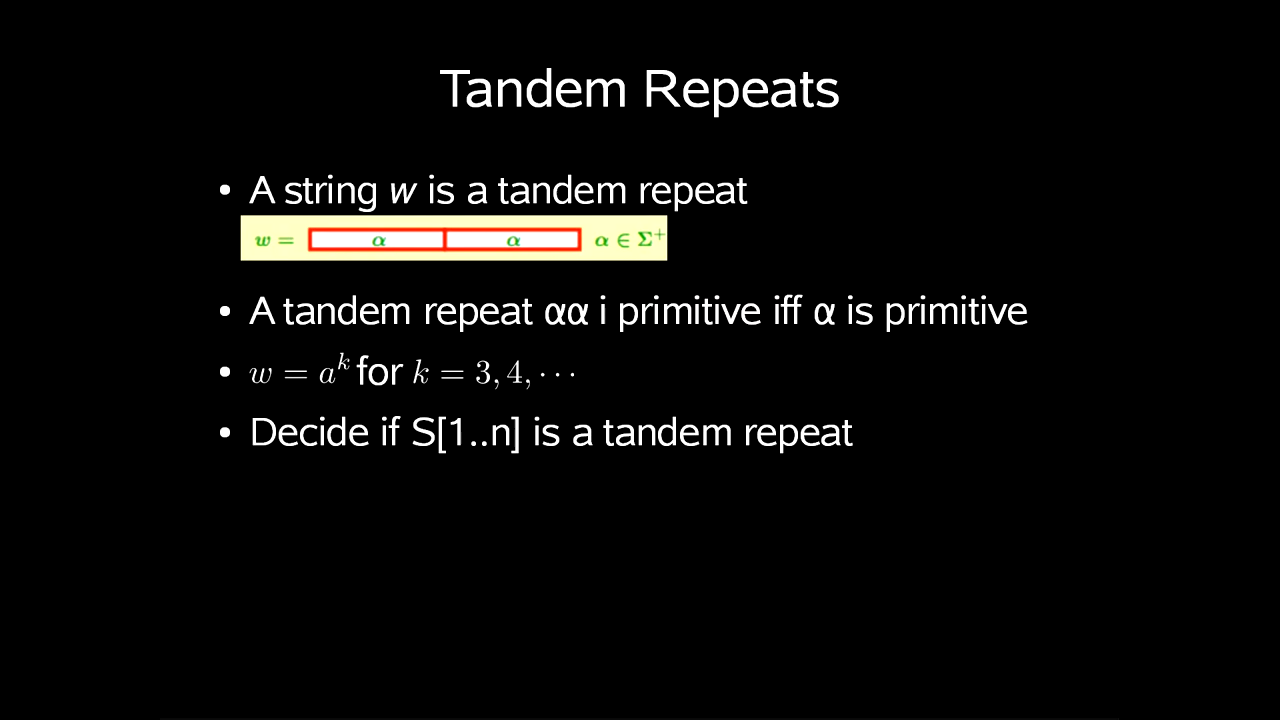 Tandem Repeats
• A string w is a tandem repeat
w = α α α ∈ Σ⁺
• A tandem repeat αα i primitive iff α is primitive
• w = aᵏ for k = 3, 4, ⋯
• Decide if S[1..n] is a tandem repeat